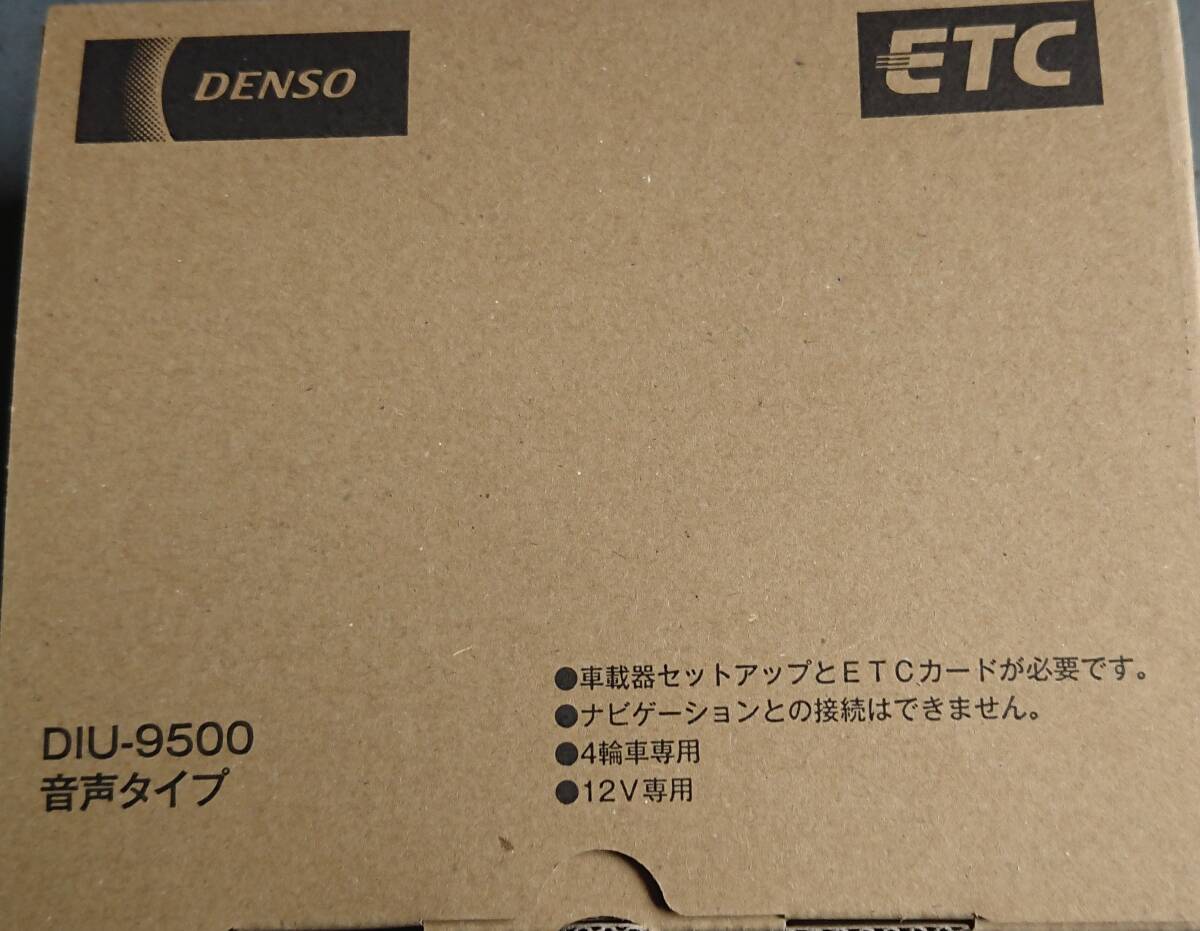 DENSO
ETC
DIU-9500
音声タイプ
●車載器セットアップとETCカードが必要です。
●ナビゲーションとの接続はできません。
●4輪車専用
●12V専用